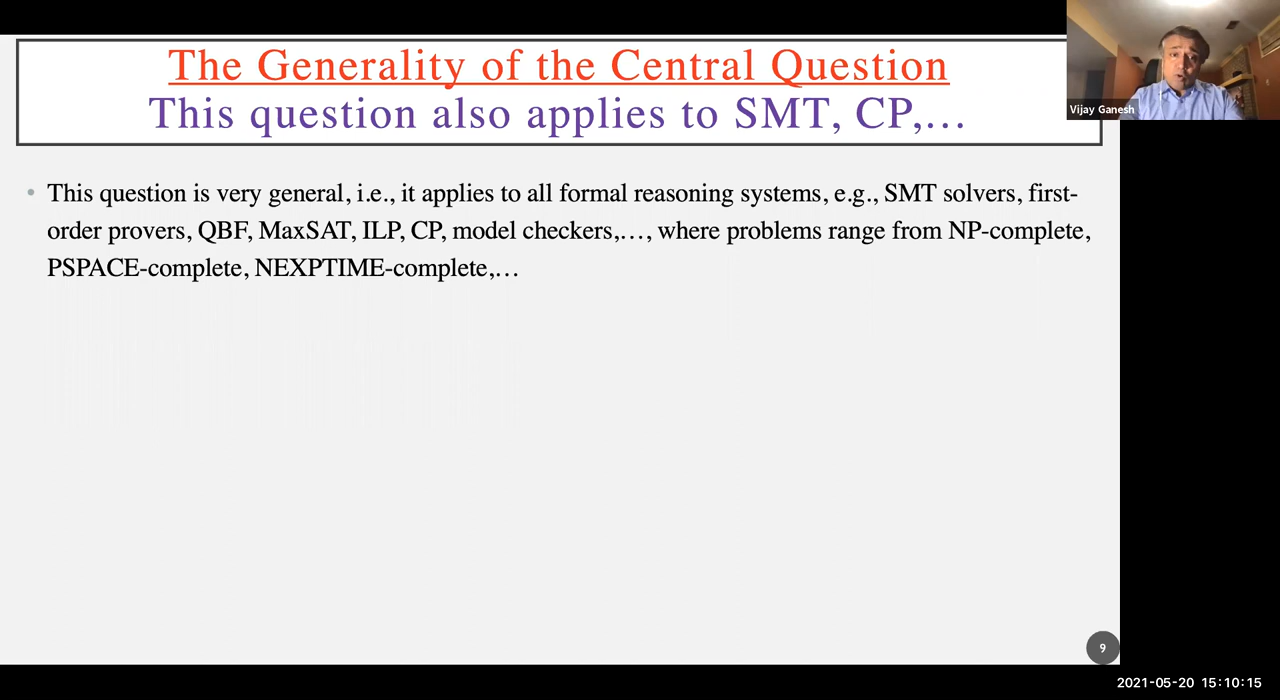 The Generality of the Central Question
This question also applies to SMT, CP,…
Vijay Ganesh
• This question is very general, i.e., it applies to all formal reasoning systems, e.g., SMT solvers, first-
order provers, QBF, MaxSAT, ILP, CP, model checkers,…, where problems range from NP-complete,
PSPACE-complete, NEXPTIME-complete,…
9
2021-05-20 15:10:15